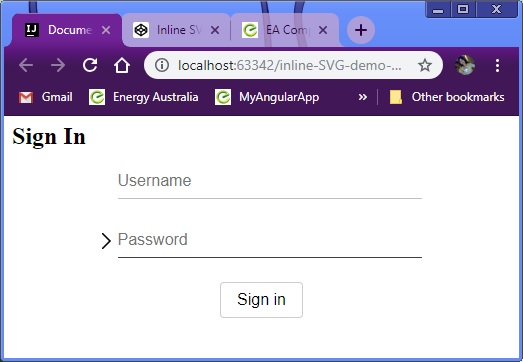 Docume
Inline SV
EA Comp
localhost:63342/inline-SVG-demo-...
Gmail
Energy Australia
MyAngularApp
»
Other bookmarks
Sign In
Username
Password
Sign in